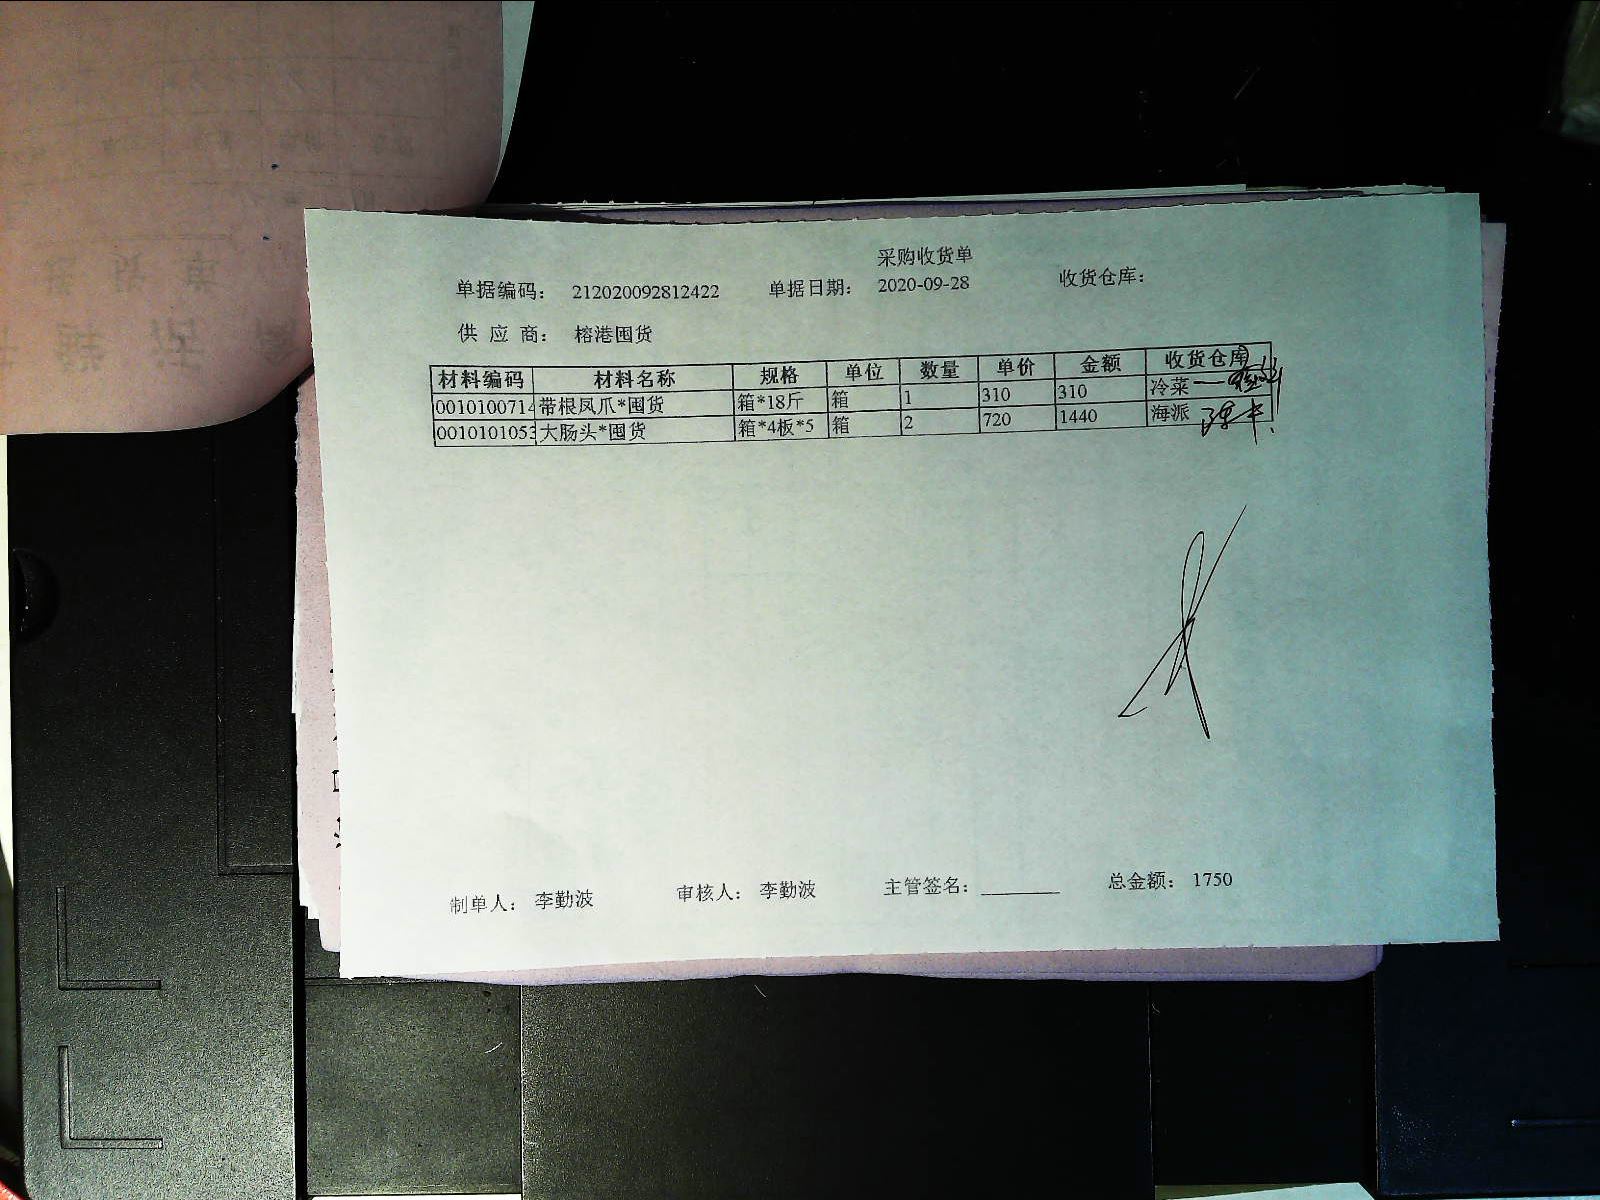 采购收货单
单据编码： 212020092812422 单据日期： 2020-09-28 收货仓库：
供 应 商： 榕港囤货
材料编码 材料名称 规格 单位 数量 单价 金额 收货仓库
0010100714 带根凤爪*囤货 箱*18斤 箱 1 310 310 冷菜
0010101053 大肠头*囤货 箱*4板*5 箱 2 720 1440 海派
制单人： 李勤波 审核人： 李勤波 主管签名： 总金额： 1750